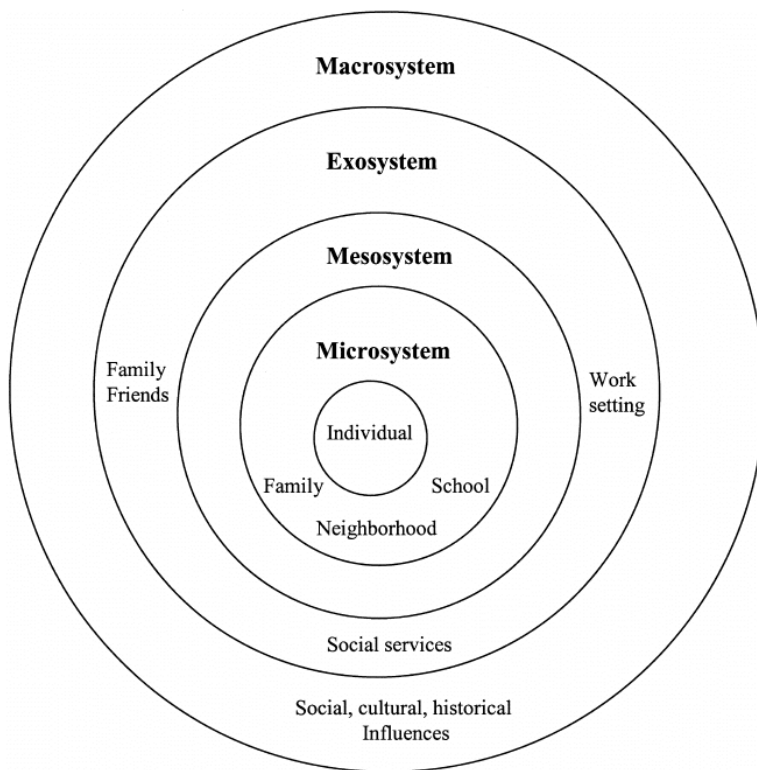 Macrosystem
Exosystem
Mesosystem
Microsystem
Family
Friends
Work
setting
Individual
Family
School
Neighborhood
Social services
Social, cultural, historical
Influences